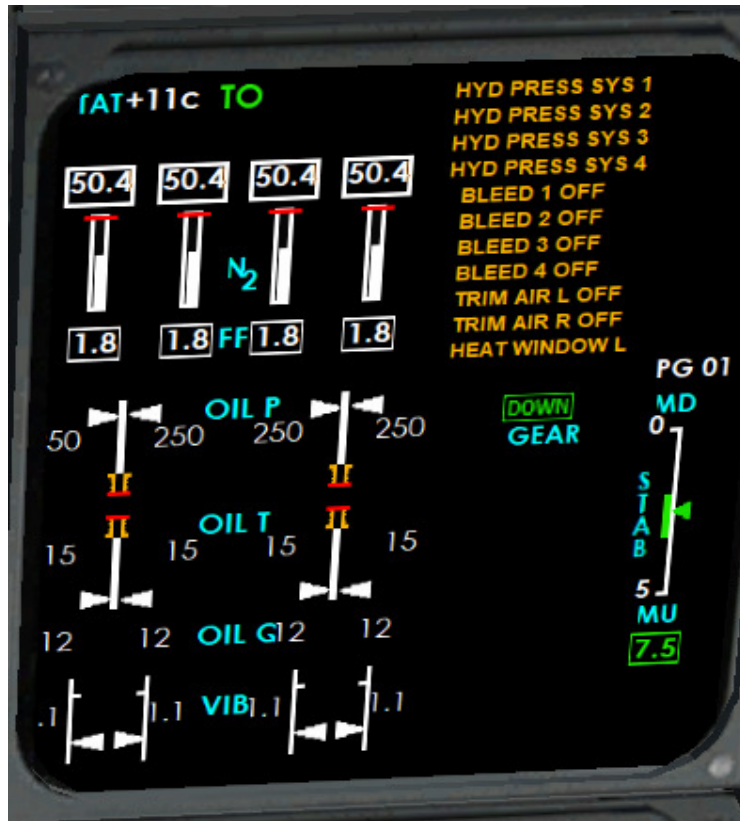 TAT+11c TO
HYD PRESS SYS 1
HYD PRESS SYS 2
HYD PRESS SYS 3
HYD PRESS SYS 4
BLEED 1 OFF
BLEED 2 OFF
BLEED 3 OFF
BLEED 4 OFF
TRIM AIR L OFF
TRIM AIR R OFF
HEAT WINDOW L
50.4 50.4 50.4 50.4
N2
1.8 1.8 FF 1.8 1.8
PG 01
OIL P
50 250 250 250
DOWN
GEAR
MD
0
STAB
5
MU
7.5
OIL T
15 15 15 15
12 12 OIL G 12 12
.1 1.1 VIB 1.1 1.1